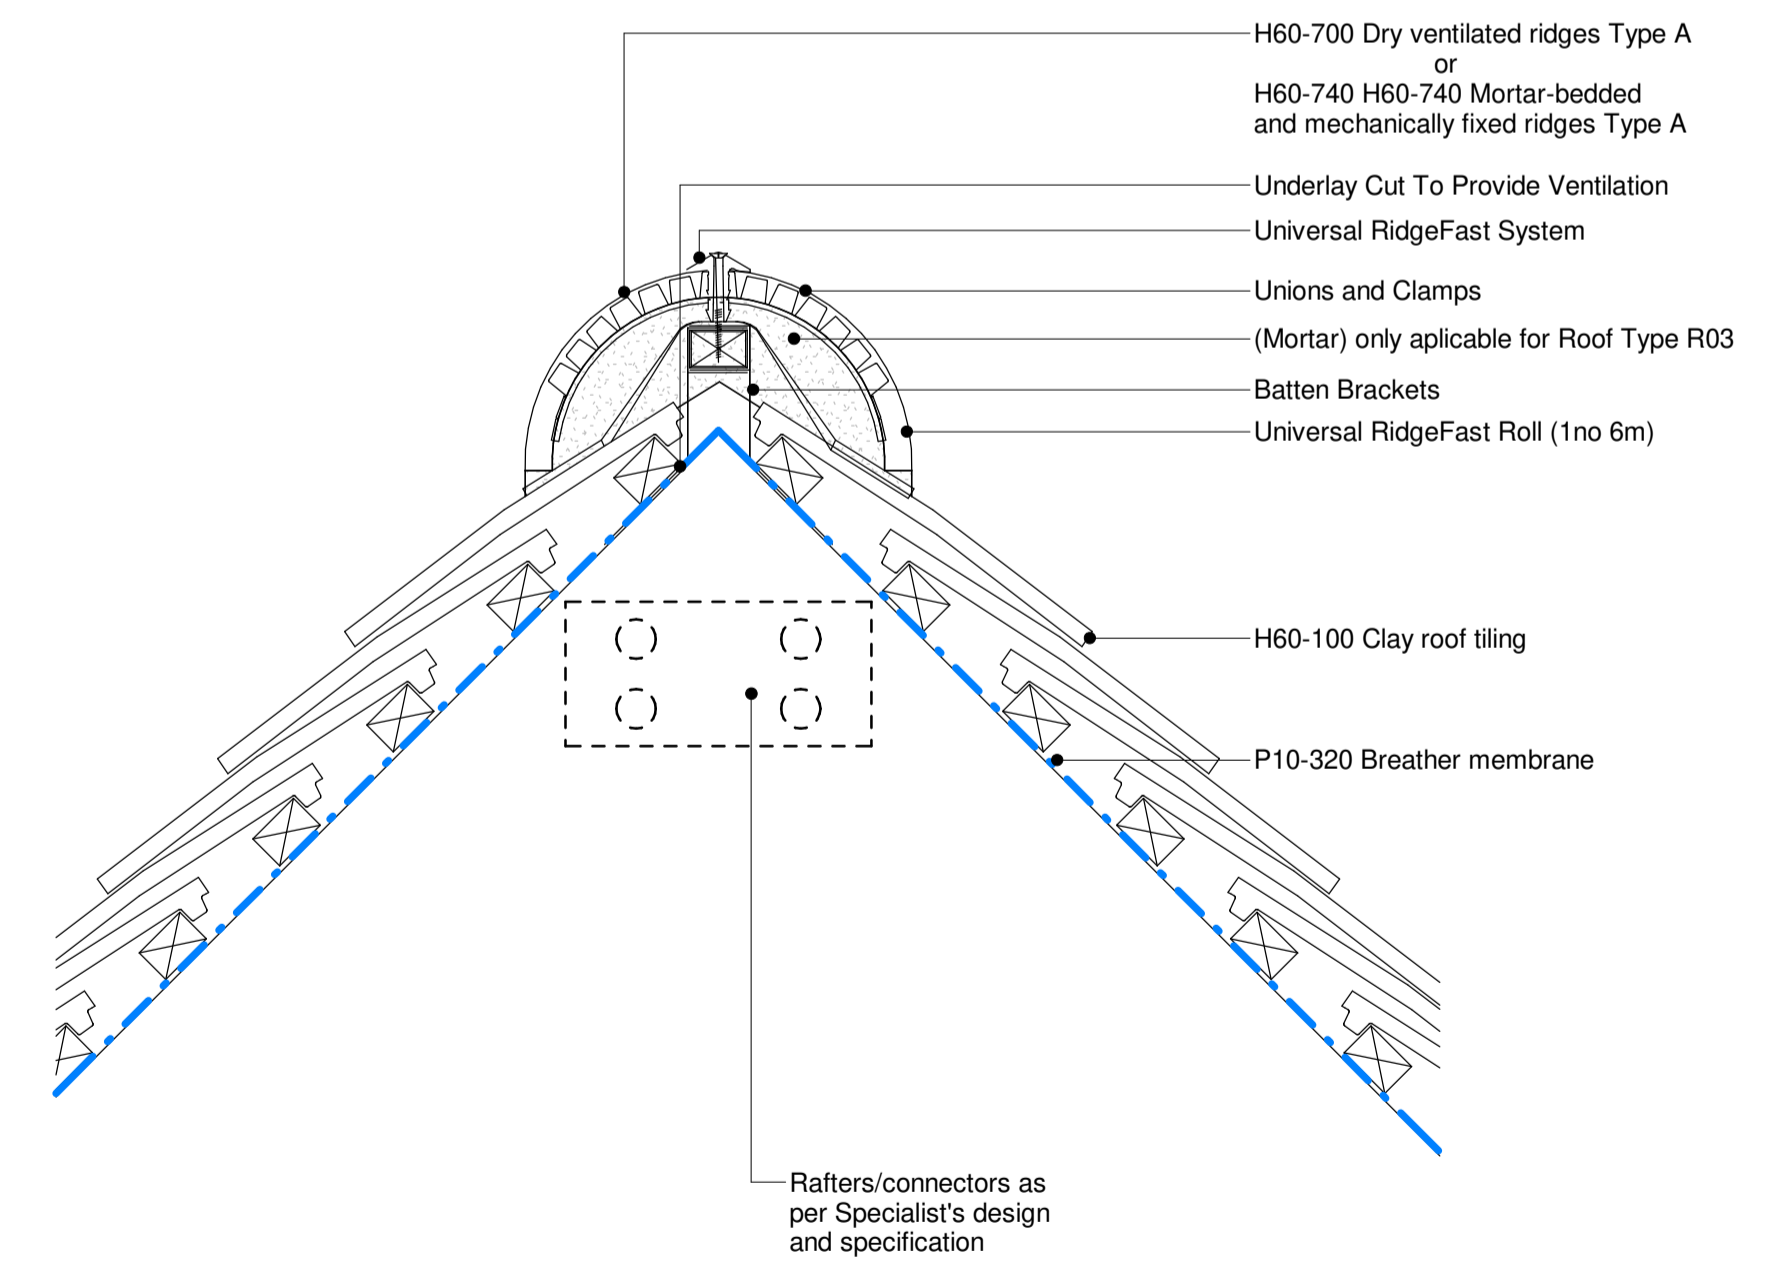 H60-700 Dry ventilated ridges Type A
or
H60-740 H60-740 Mortar-bedded
and mechanically fixed ridges Type A
Underlay Cut To Provide Ventilation
Universal RidgeFast System
Unions and Clamps
(Mortar) only aplicable for Roof Type R03
Batten Brackets
Universal RidgeFast Roll (1no 6m)
H60-100 Clay roof tiling
P10-320 Breather membrane
Rafters/connectors as
per Specialist's design
and specification